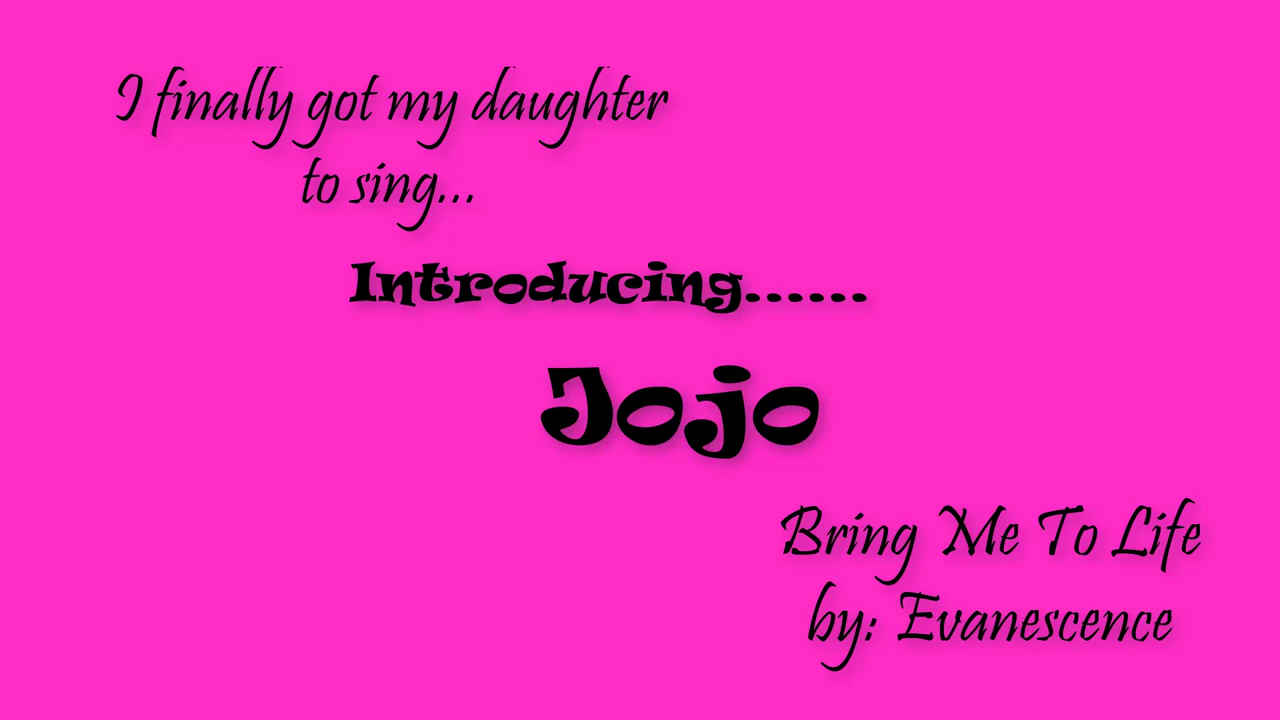 I finally got my daughter
to sing...
Introducing......
Jojo
Bring Me To Life
by: Evanescence